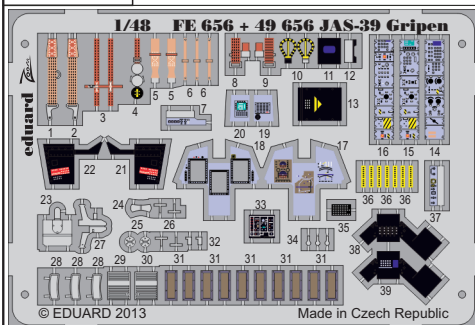 1/48 FE 656 + 49 656 JAS-39 Gripen
eduard
Zoom
1 2 3 4 5 5 6 6 8 9 10 11 12
7 13
20 19 16 15 14
22 21 18 17
36 36 36 37
23 24 26 33 35
27 25 32 34 38
28 28 28 29 30 31 31 31 31 39
© EDUARD 2013 Made in Czech Republic